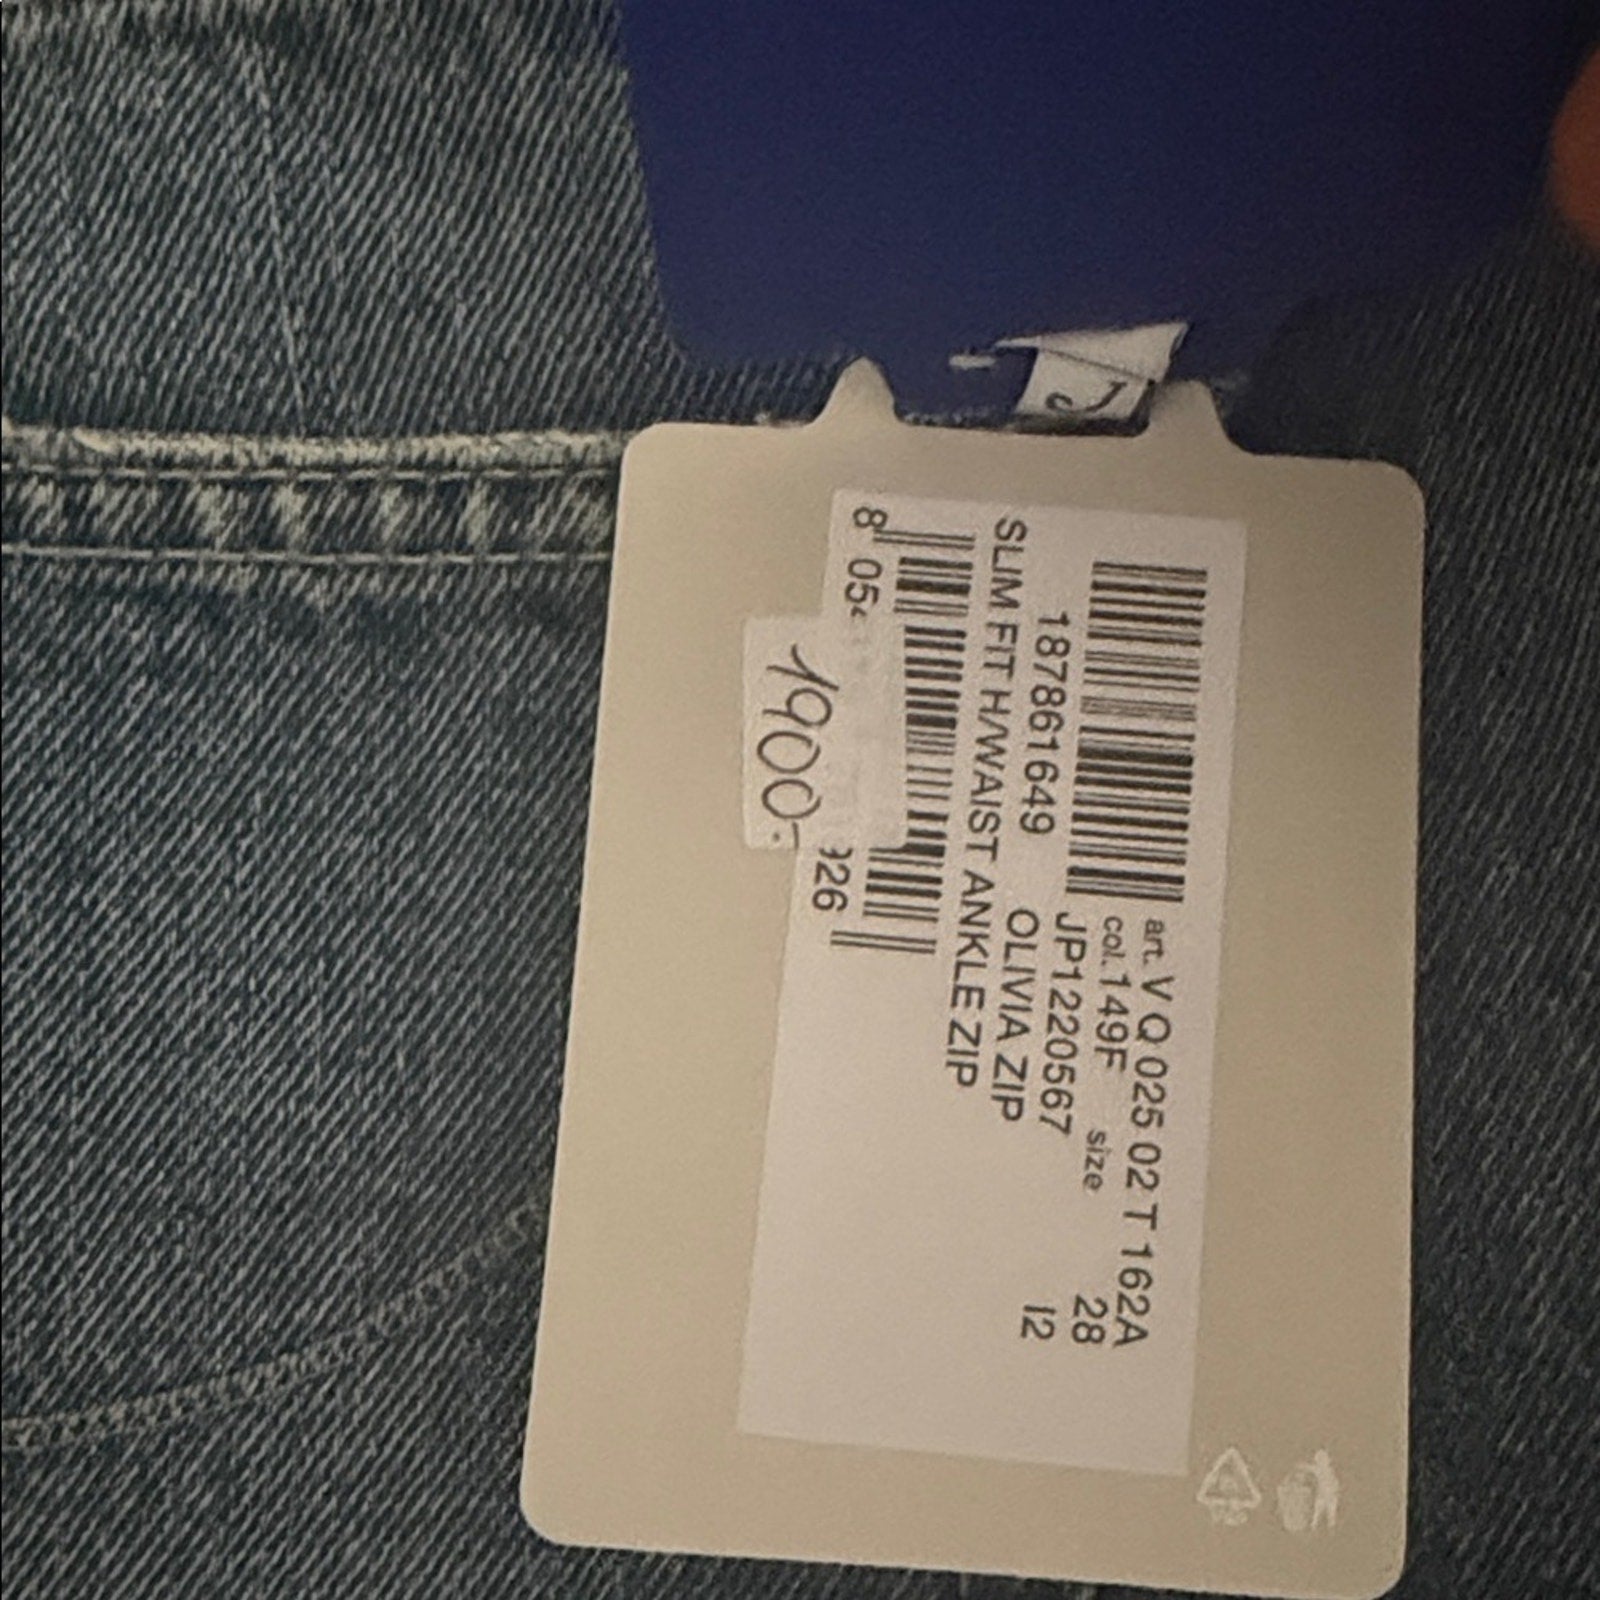 art. V Q 025 02 T 162A
col. 149F size 28
187861649 JP1220567 I2
OLIVIA ZIP
SLIM FIT H/WAIST ANKLE ZIP
8 05
926
1900-